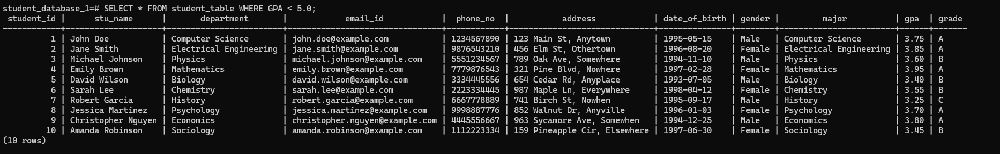 student_database_1=# SELECT * FROM student_table WHERE GPA < 5.0;
 student_id |      stu_name      |       department       |            email_id            |  phone_no  |           address            | date_of_birth | gender |         major          | gpa  | grade
------------+--------------------+------------------------+--------------------------------+------------+------------------------------+---------------+--------+------------------------+------+-------
          1 | John Doe           | Computer Science       | john.doe@example.com           | 1234567890 | 123 Main St, Anytown         | 1995-05-15    | Male   | Computer Science       | 3.75 | A
          2 | Jane Smith         | Electrical Engineering | jane.smith@example.com         | 9876543210 | 456 Elm St, Othertown        | 1996-08-20    | Female | Electrical Engineering | 3.85 | A
          3 | Michael Johnson    | Physics                | michael.johnson@example.com    | 5551234567 | 789 Oak Ave, Somewhere       | 1994-11-10    | Male   | Physics                | 3.60 | B
          4 | Emily Brown        | Mathematics            | emily.brown@example.com        | 7779876543 | 321 Pine Blvd, Nowhere       | 1997-02-28    | Female | Mathematics            | 3.95 | A
          5 | David Wilson       | Biology                | david.wilson@example.com       | 3334445556 | 654 Cedar Rd, Anyplace       | 1993-07-05    | Male   | Biology                | 3.40 | B
          6 | Sarah Lee          | Chemistry              | sarah.lee@example.com          | 2223334445 | 987 Maple Ln, Everywhere     | 1998-04-12    | Female | Chemistry              | 3.55 | B
          7 | Robert Garcia      | History                | robert.garcia@example.com      | 6667778889 | 741 Birch St, Nowhen         | 1995-09-17    | Male   | History                | 3.25 | C
          8 | Jessica Martinez   | Psychology             | jessica.martinez@example.com   | 9998887776 | 852 Walnut Dr, Anyville      | 1996-01-03    | Female | Psychology             | 3.70 | A
          9 | Christopher Nguyen | Economics              | christopher.nguyen@example.com | 4445556667 | 963 Sycamore Ave, Somewhen   | 1994-12-25    | Male   | Economics              | 3.80 | A
         10 | Amanda Robinson    | Sociology              | amanda.robinson@example.com    | 1112223334 | 159 Pineapple Cir, Elsewhere | 1997-06-30    | Female | Sociology              | 3.45 | B
(10 rows)